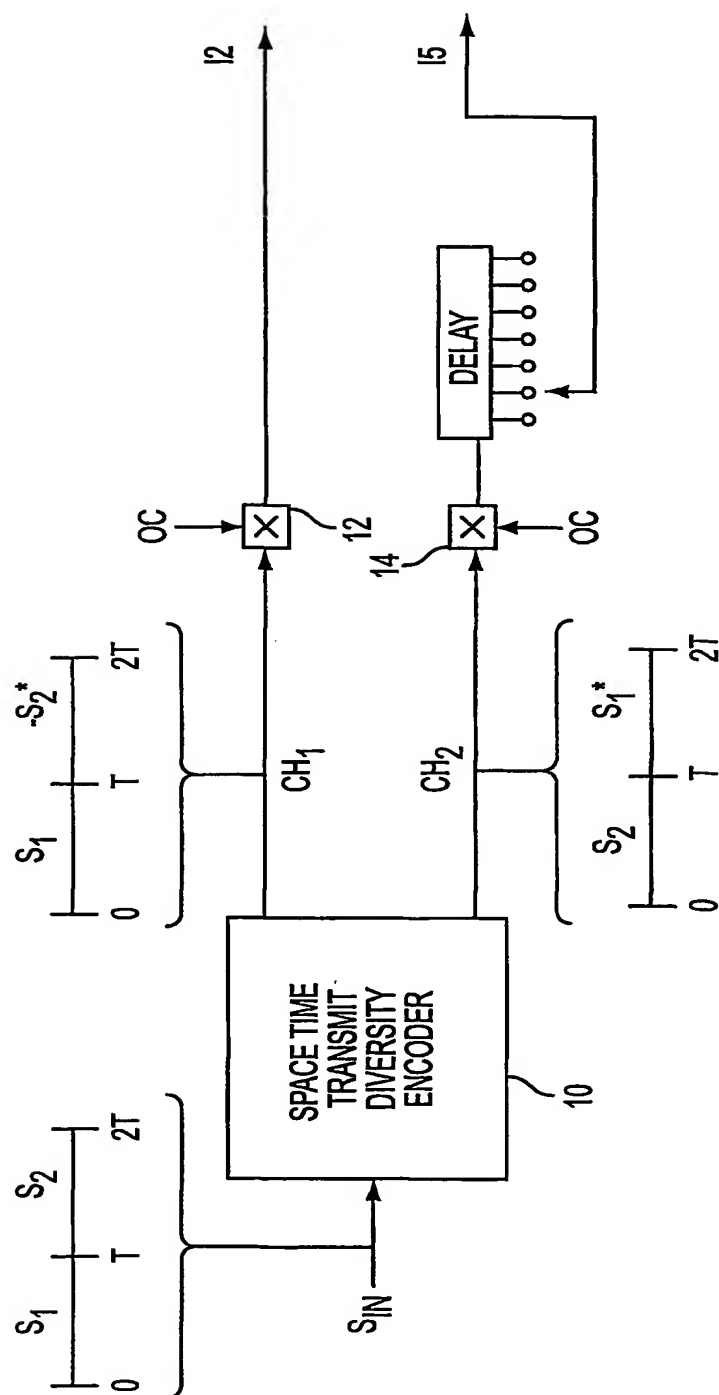 S1 S2
0 T 2T
SIN
SPACE TIME
TRANSMIT
DIVERSITY
ENCODER
10
S1 -S2*
0 T 2T
CH1
CH2
S2 S1*
0 T 2T
OC
12
14
OC
DELAY
I2
I5